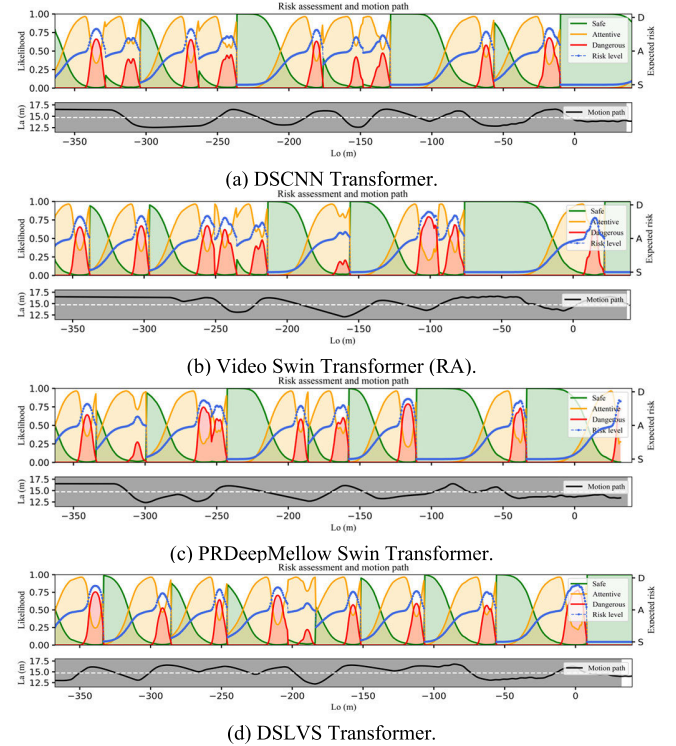 Risk assessment and motion path
1.00
0.75
0.50
0.25
0.00
Likelihood
Safe
Attentive
Dangerous
Risk level
D
A
S
Expected risk
17.5
15.0
12.5
La (m)
Motion path
−350 −300 −250 −200 −150 −100 −50 0
Lo (m)
(a) DSCNN Transformer.
Risk assessment and motion path
1.00
0.75
0.50
0.25
0.00
Likelihood
Safe
Attentive
Dangerous
Risk level
D
A
S
Expected risk
17.5
15.0
12.5
La (m)
Motion path
−350 −300 −250 −200 −150 −100 −50 0
Lo (m)
(b) Video Swin Transformer (RA).
Risk assessment and motion path
1.00
0.75
0.50
0.25
0.00
Likelihood
Safe
Attentive
Dangerous
Risk level
D
A
S
Expected risk
17.5
15.0
12.5
La (m)
Motion path
−350 −300 −250 −200 −150 −100 −50 0
Lo (m)
(c) PRDeepMellow Swin Transformer.
Risk assessment and motion path
1.00
0.75
0.50
0.25
0.00
Likelihood
Safe
Attentive
Dangerous
Risk level
D
A
S
Expected risk
17.5
15.0
12.5
La (m)
Motion path
−350 −300 −250 −200 −150 −100 −50 0
Lo (m)
(d) DSLVS Transformer.